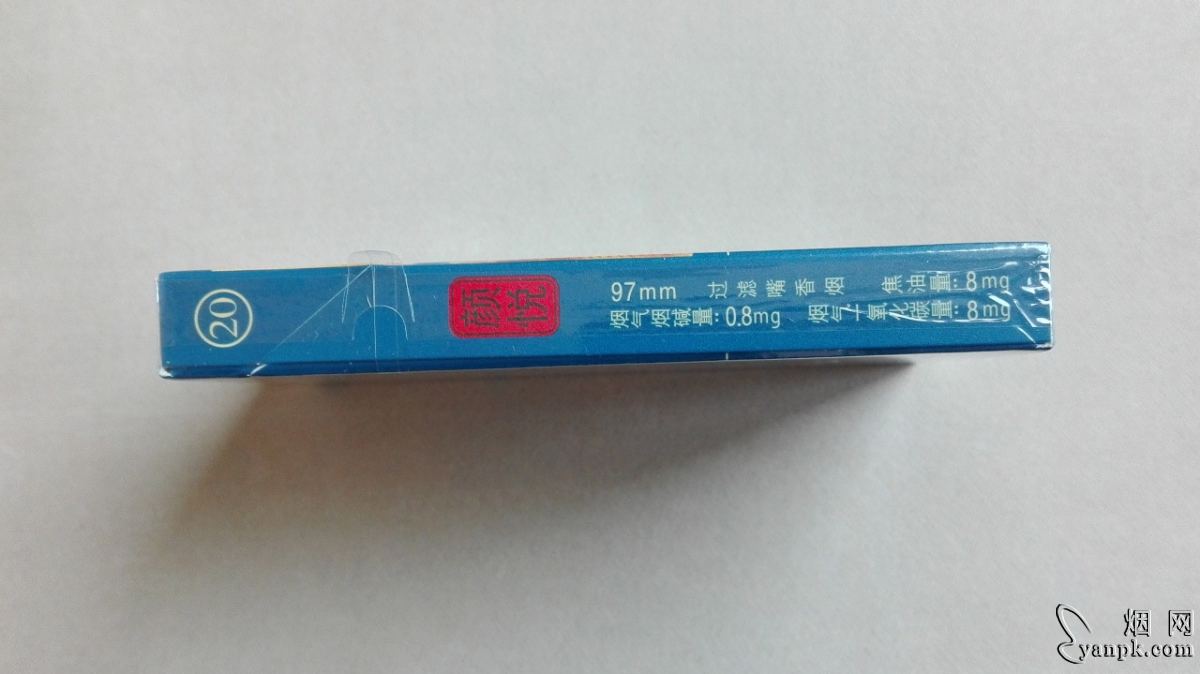 20
颜悦
97mm 过滤嘴香烟 焦油量:8mg
烟气烟碱量:0.8mg 烟气一氧化碳量:8mg
烟网
yanpk.com